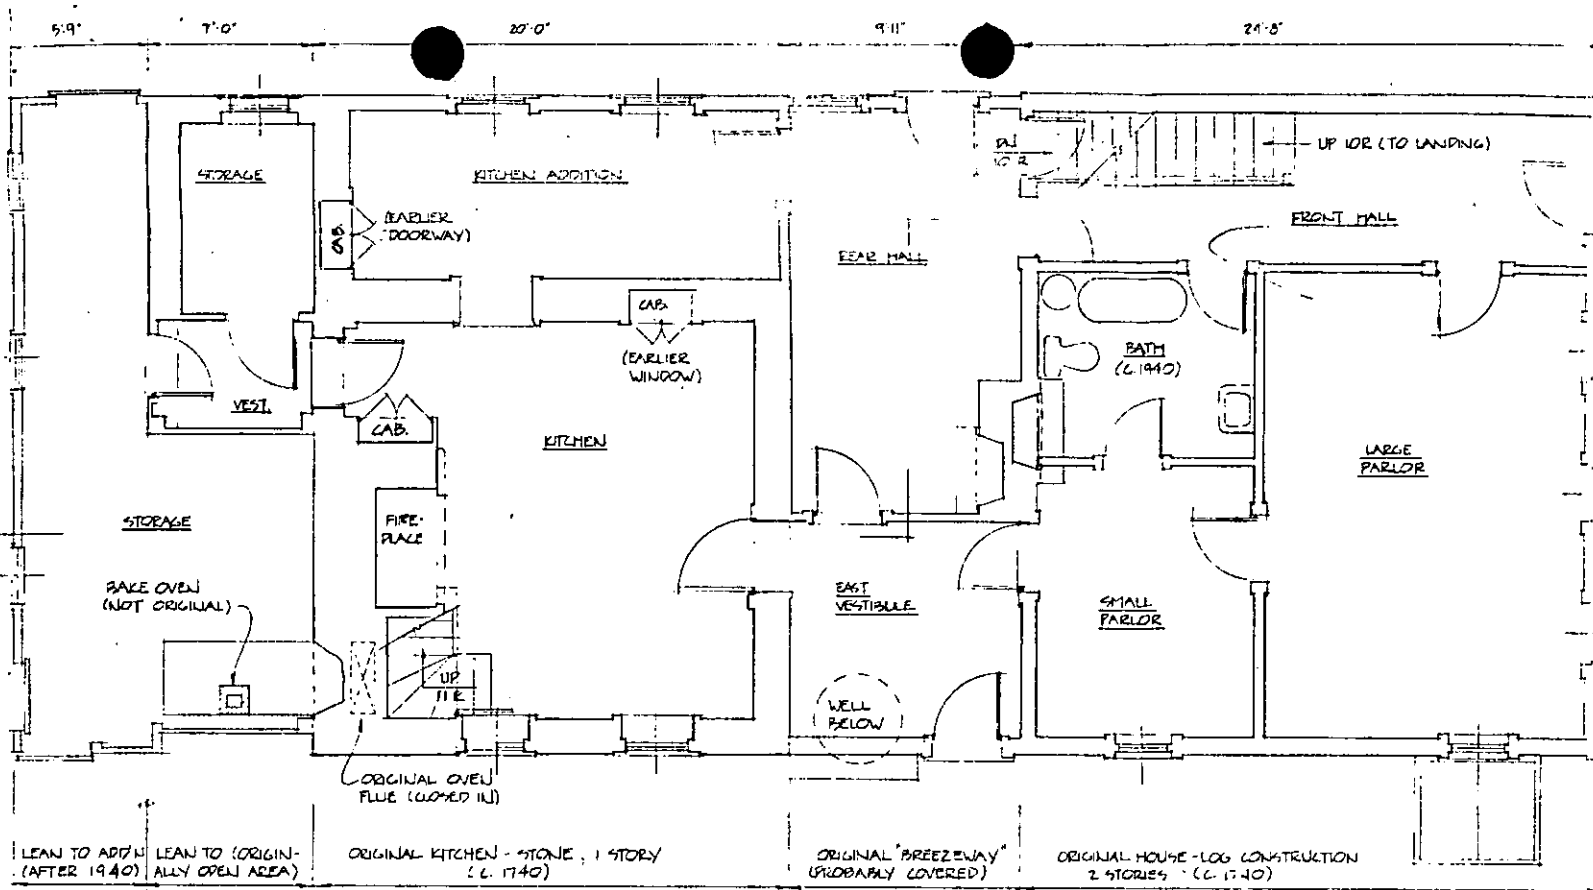 5'-9"
7'-0"
20'-0"
9'-11"
24'-8"
STORAGE
KITCHEN ADDITION
DN
10 R
UP 10R (TO LANDING)
CAB.
(EARLIER
DOORWAY)
FRONT HALL
REAR HALL
CAB.
(EARLIER
WINDOW)
BATH
(C. 1940)
VEST.
CAB.
KITCHEN
LARGE
PARLOR
STORAGE
FIRE-
PLACE
BAKE OVEN
(NOT ORIGINAL)
EAST
VESTIBULE
SMALL
PARLOR
UP
11 R
WELL
BELOW
ORIGINAL OVEN
FLUE (CLOSED IN)
LEAN TO ADD'N
(AFTER 1940)
LEAN TO (ORIGIN-
ALLY OPEN AREA)
ORIGINAL KITCHEN - STONE, 1 STORY
(C. 1740)
ORIGINAL "BREEZEWAY"
(PROBABLY COVERED)
ORIGINAL HOUSE - LOG CONSTRUCTION
2 STORIES (C. 1740)